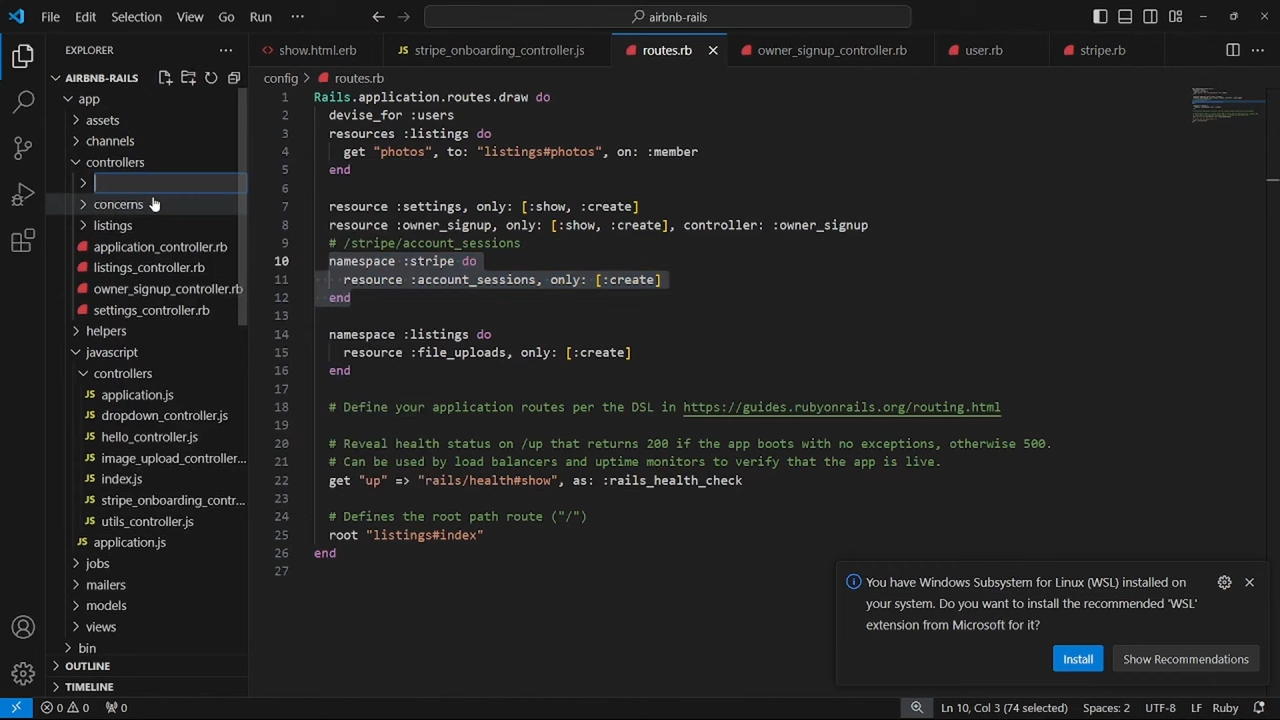 File Edit Selection View Go Run ··· airbnb-rails
EXPLORER ···
show.html.erb stripe_onboarding_controller.js routes.rb owner_signup_controller.rb user.rb stripe.rb ···
AIRBNB-RAILS
config > routes.rb
app
assets
channels
controllers
concerns
listings
application_controller.rb
listings_controller.rb
owner_signup_controller.rb
settings_controller.rb
helpers
javascript
controllers
JS application.js
JS dropdown_controller.js
JS hello_controller.js
JS image_upload_controller...
JS index.js
JS stripe_onboarding_contr...
JS utils_controller.js
JS application.js
jobs
mailers
models
views
bin
OUTLINE
TIMELINE
1 Rails.application.routes.draw do
2 devise_for :users
3 resources :listings do
4 get "photos", to: "listings#photos", on: :member
5 end
6
7 resource :settings, only: [:show, :create]
8 resource :owner_signup, only: [:show, :create], controller: :owner_signup
9 # /stripe/account_sessions
10 namespace :stripe do
11 resource :account_sessions, only: [:create]
12 end
13
14 namespace :listings do
15 resource :file_uploads, only: [:create]
16 end
17
18 # Define your application routes per the DSL in https://guides.rubyonrails.org/routing.html
19
20 # Reveal health status on /up that returns 200 if the app boots with no exceptions, otherwise 500.
21 # Can be used by load balancers and uptime monitors to verify that the app is live.
22 get "up" => "rails/health#show", as: :rails_health_check
23
24 # Defines the root path route ("/")
25 root "listings#index"
26 end
27
You have Windows Subsystem for Linux (WSL) installed on
your system. Do you want to install the recommended 'WSL'
extension from Microsoft for it?
Install Show Recommendations
0 0 0 Ln 10, Col 3 (74 selected) Spaces: 2 UTF-8 LF Ruby